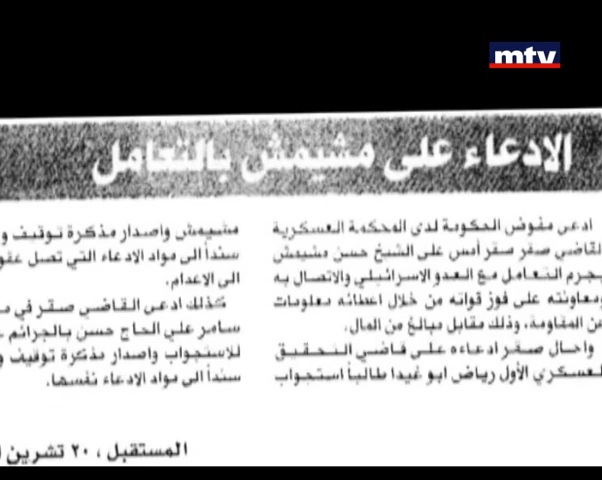 mtv
الادعاء على مشيمش بالتعامل
ادعى مفوض الحكومة لدى المحكمة العسكرية
القاضي صقر صقر أمس على الشيخ حسن مشيمش
بجرم التعامل مع العدو الاسرائيلي والاتصال به
ومعاونته على فوز قواته من خلال اعطائه معلومات
عن المقاومة، وذلك مقابل مبالغ من المال.
واحال صقر ادعاءه على قاضي التحقيق
العسكري الأول رياض ابو غيدا طالباً استجواب
مشيمش واصدار مذكرة توقيف و
سنداً الى مواد الادعاء التي تصل عقو
الى الاعدام.
كذلك ادعى القاضي صقر في
سامر علي الحاج حسن بالجرائم
للاستجواب واصدار مذكرة توقيف و
سنداً الى مواد الادعاء نفسها.
المستقبل ، ٢٠ تشرين